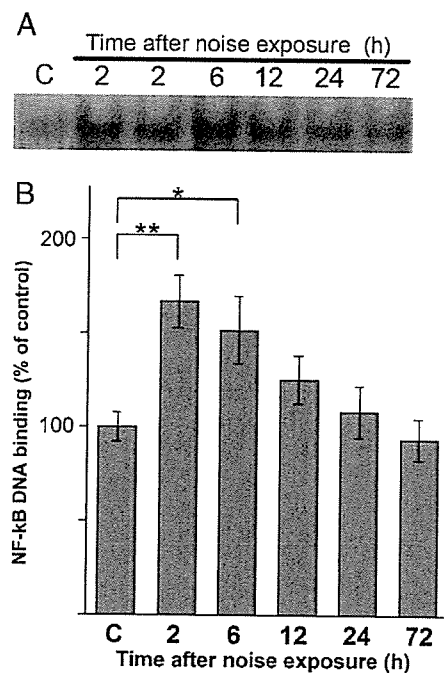 A
Time after noise exposure (h)
C 2 2 6 12 24 72
B
*
**
200
100
NF-kB DNA binding (% of control)
C 2 6 12 24 72
Time after noise exposure (h)